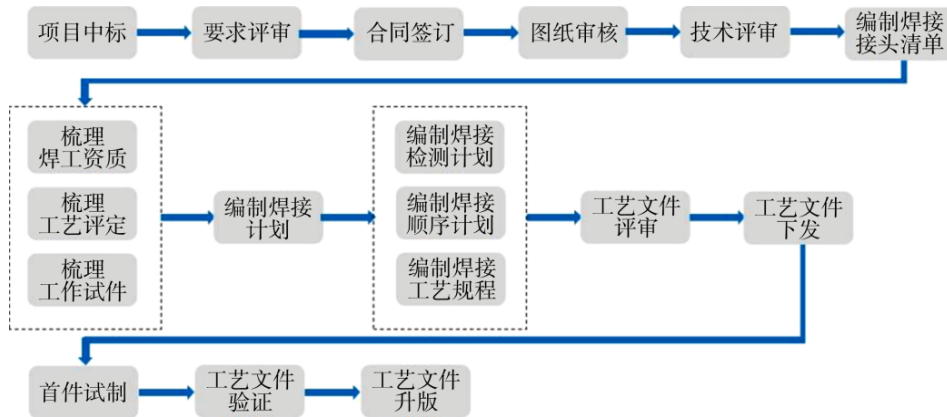 项目中标
要求评审
合同签订
图纸审核
技术评审
编制焊接
接头清单
梳理
焊工资质
梳理
工艺评定
梳理
工作试件
编制焊接
计划
编制焊接
检测计划
编制焊接
顺序计划
编制焊接
工艺规程
工艺文件
评审
工艺文件
下发
首件试制
工艺文件
验证
工艺文件
升版